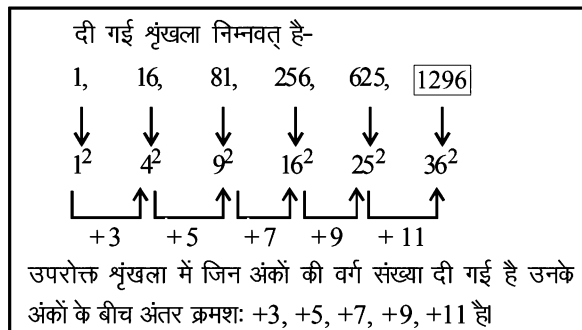 दी गई शृंखला निम्नवत् है-
1, 16, 81, 256, 625, 1296
1² 4² 9² 16² 25² 36²
+3 +5 +7 +9 +11
उपरोक्त शृंखला में जिन अंकों की वर्ग संख्या दी गई है उनके
अंकों के बीच अंतर क्रमश: +3, +5, +7, +9, +11 है।